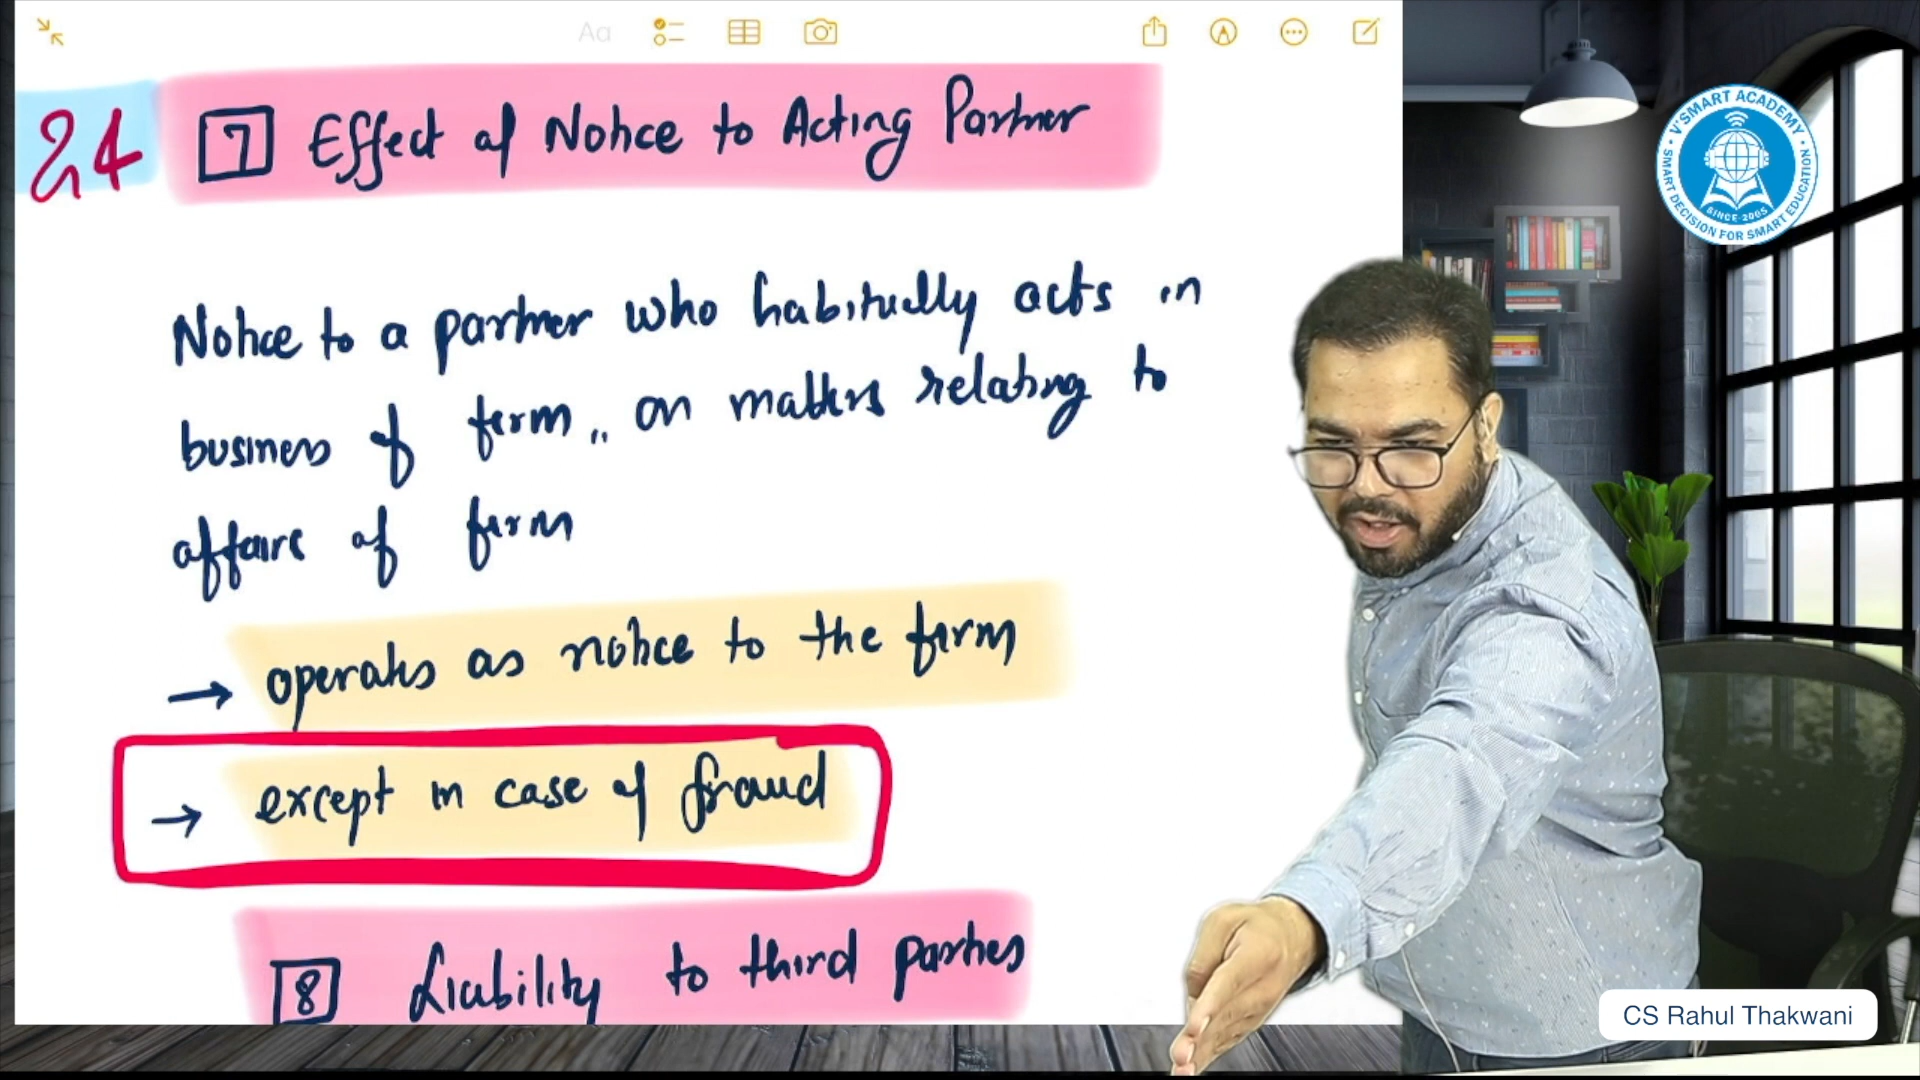 Aa
24 7 Effect of Notice to Acting Partner
Notice to a partner who habitually acts in
business of firm,, on matters relating to
affairs of firm
→ operates as notice to the firm
→ except in case of fraud
8 Liability to third parties
V'SMART ACADEMY
SINCE-2005
SMART DECISION FOR SMART EDUCATION
CS Rahul Thakwani